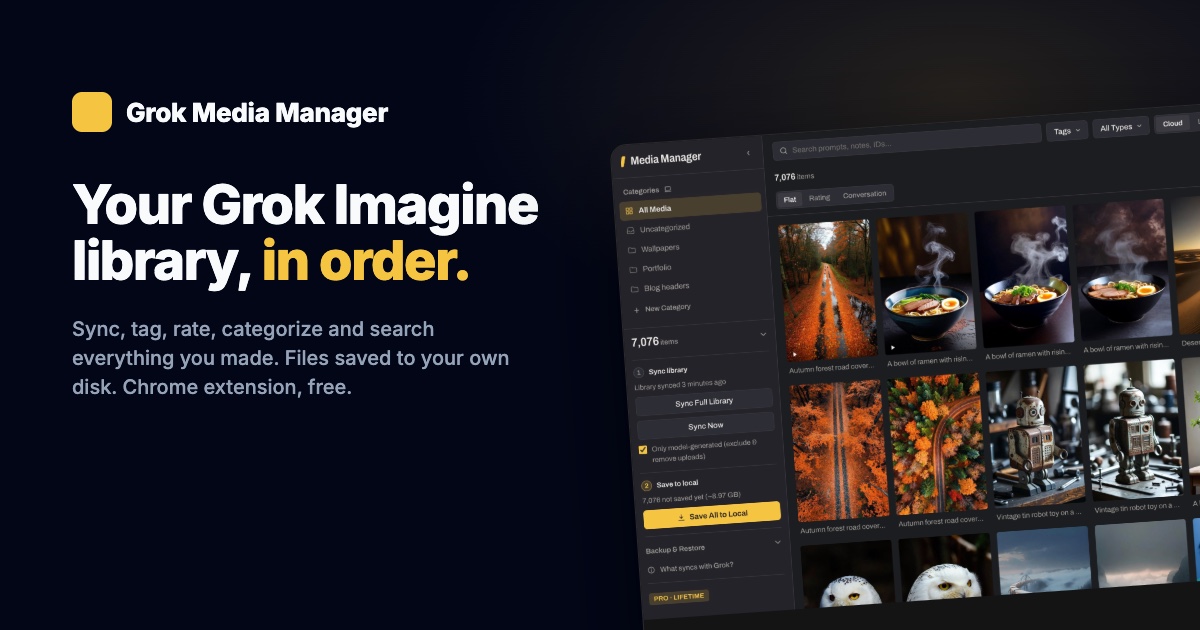 Grok Media Manager
Your Grok Imagine
library, in order.
Sync, tag, rate, categorize and search
everything you made. Files saved to your own
disk. Chrome extension, free.
Media Manager
Categories
All Media
Uncategorized
Wallpapers
Portfolio
Blog headers
+ New Category
7,076 items
1 Sync library
Library synced 3 minutes ago
Sync Full Library
Sync Now
Only model-generated (exclude &
remove uploads)
2 Save to local
7,076 not saved yet (~8.97 GB)
Save All to Local
Backup & Restore
What syncs with Grok?
PRO · LIFETIME
Search prompts, notes, IDs...
Tags
All Types
Cloud
7,076 items
Flat Rating Conversation
Autumn forest road cover...
A bowl of ramen with risin...
A bowl of ramen with risin...
A bowl of ramen with risin...
Autumn forest road cover...
Autumn forest road cover...
Vintage tin robot toy on a ...
Vintage tin robot toy on a ...